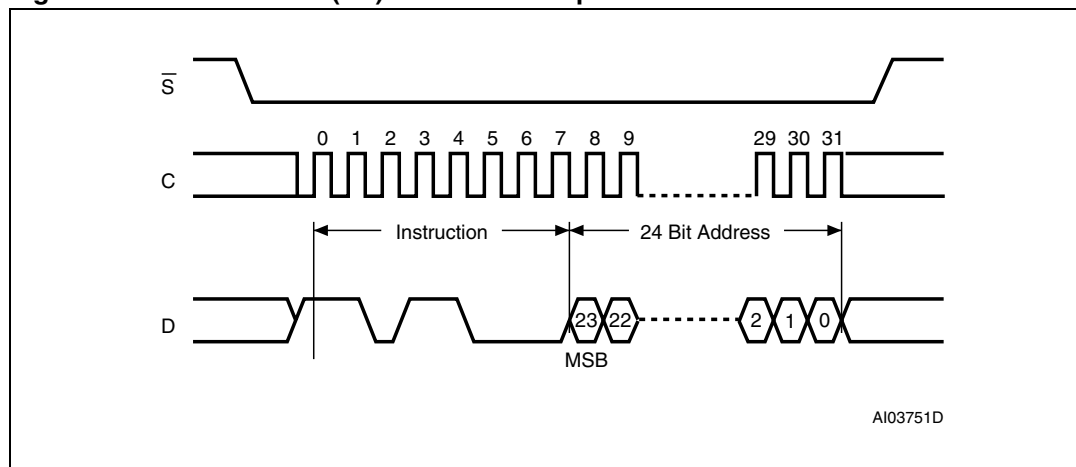 S̅
0 1 2 3 4 5 6 7 8 9 29 30 31
C
Instruction 24 Bit Address
D 23 22 2 1 0
MSB
AI03751D